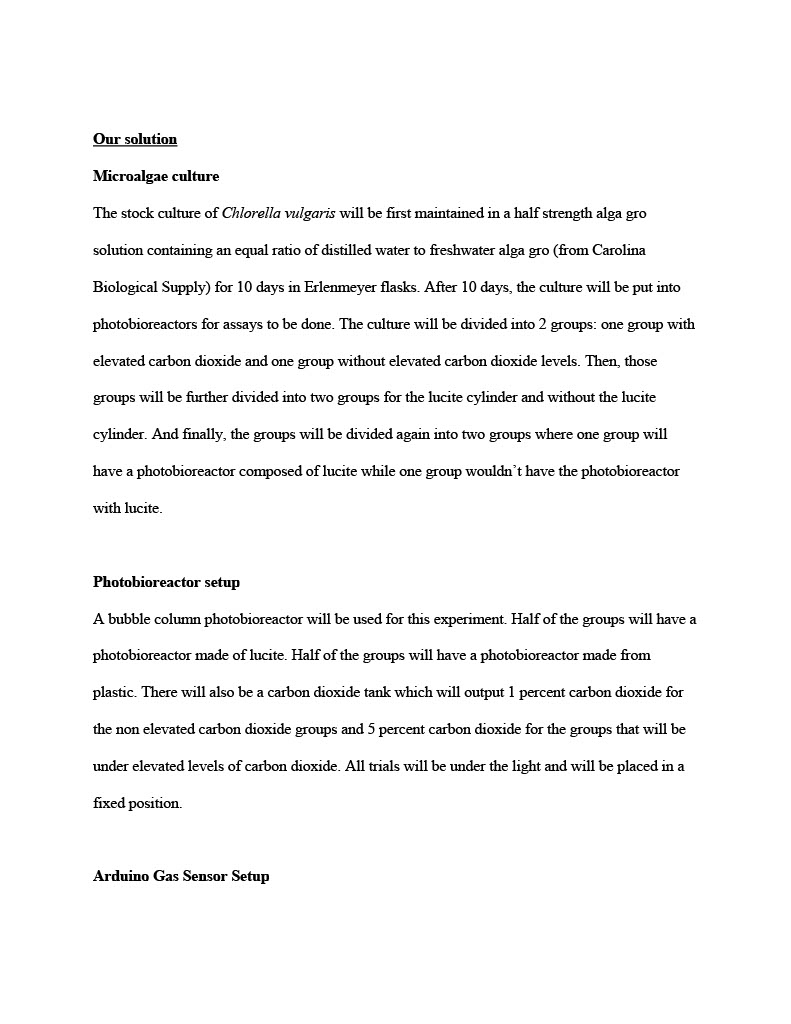 Our solution
Microalgae culture
The stock culture of Chlorella vulgaris will be first maintained in a half strength alga gro
solution containing an equal ratio of distilled water to freshwater alga gro (from Carolina
Biological Supply) for 10 days in Erlenmeyer flasks. After 10 days, the culture will be put into
photobioreactors for assays to be done. The culture will be divided into 2 groups: one group with
elevated carbon dioxide and one group without elevated carbon dioxide levels. Then, those
groups will be further divided into two groups for the lucite cylinder and without the lucite
cylinder. And finally, the groups will be divided again into two groups where one group will
have a photobioreactor composed of lucite while one group wouldn’t have the photobioreactor
with lucite.
Photobioreactor setup
A bubble column photobioreactor will be used for this experiment. Half of the groups will have a
photobioreactor made of lucite. Half of the groups will have a photobioreactor made from
plastic. There will also be a carbon dioxide tank which will output 1 percent carbon dioxide for
the non elevated carbon dioxide groups and 5 percent carbon dioxide for the groups that will be
under elevated levels of carbon dioxide. All trials will be under the light and will be placed in a
fixed position.
Arduino Gas Sensor Setup